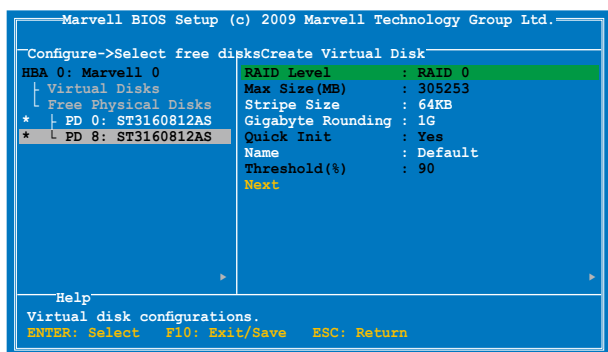 Marvell BIOS Setup (c) 2009 Marvell Technology Group Ltd.
Configure->Select free disksCreate Virtual Disk
HBA 0: Marvell 0
Virtual Disks
Free Physical Disks
* PD 0: ST3160812AS
* PD 8: ST3160812AS
RAID Level : RAID 0
Max Size(MB) : 305253
Stripe Size : 64KB
Gigabyte Rounding : 1G
Quick Init : Yes
Name : Default
Threshold(%) : 90
Next
Help
Virtual disk configurations.
ENTER: Select F10: Exit/Save ESC: Return